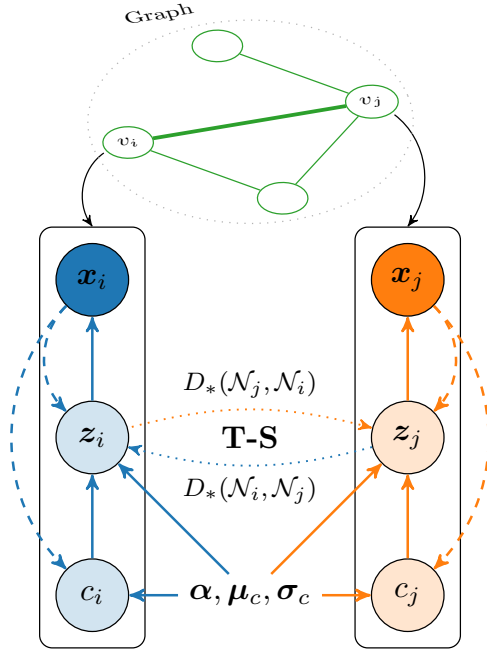 Graph
v_j
v_i
x_i
x_j
D_*(𝒩_j, 𝒩_i)
z_i
T-S
z_j
D_*(𝒩_i, 𝒩_j)
c_i
α, μ_c, σ_c
c_j